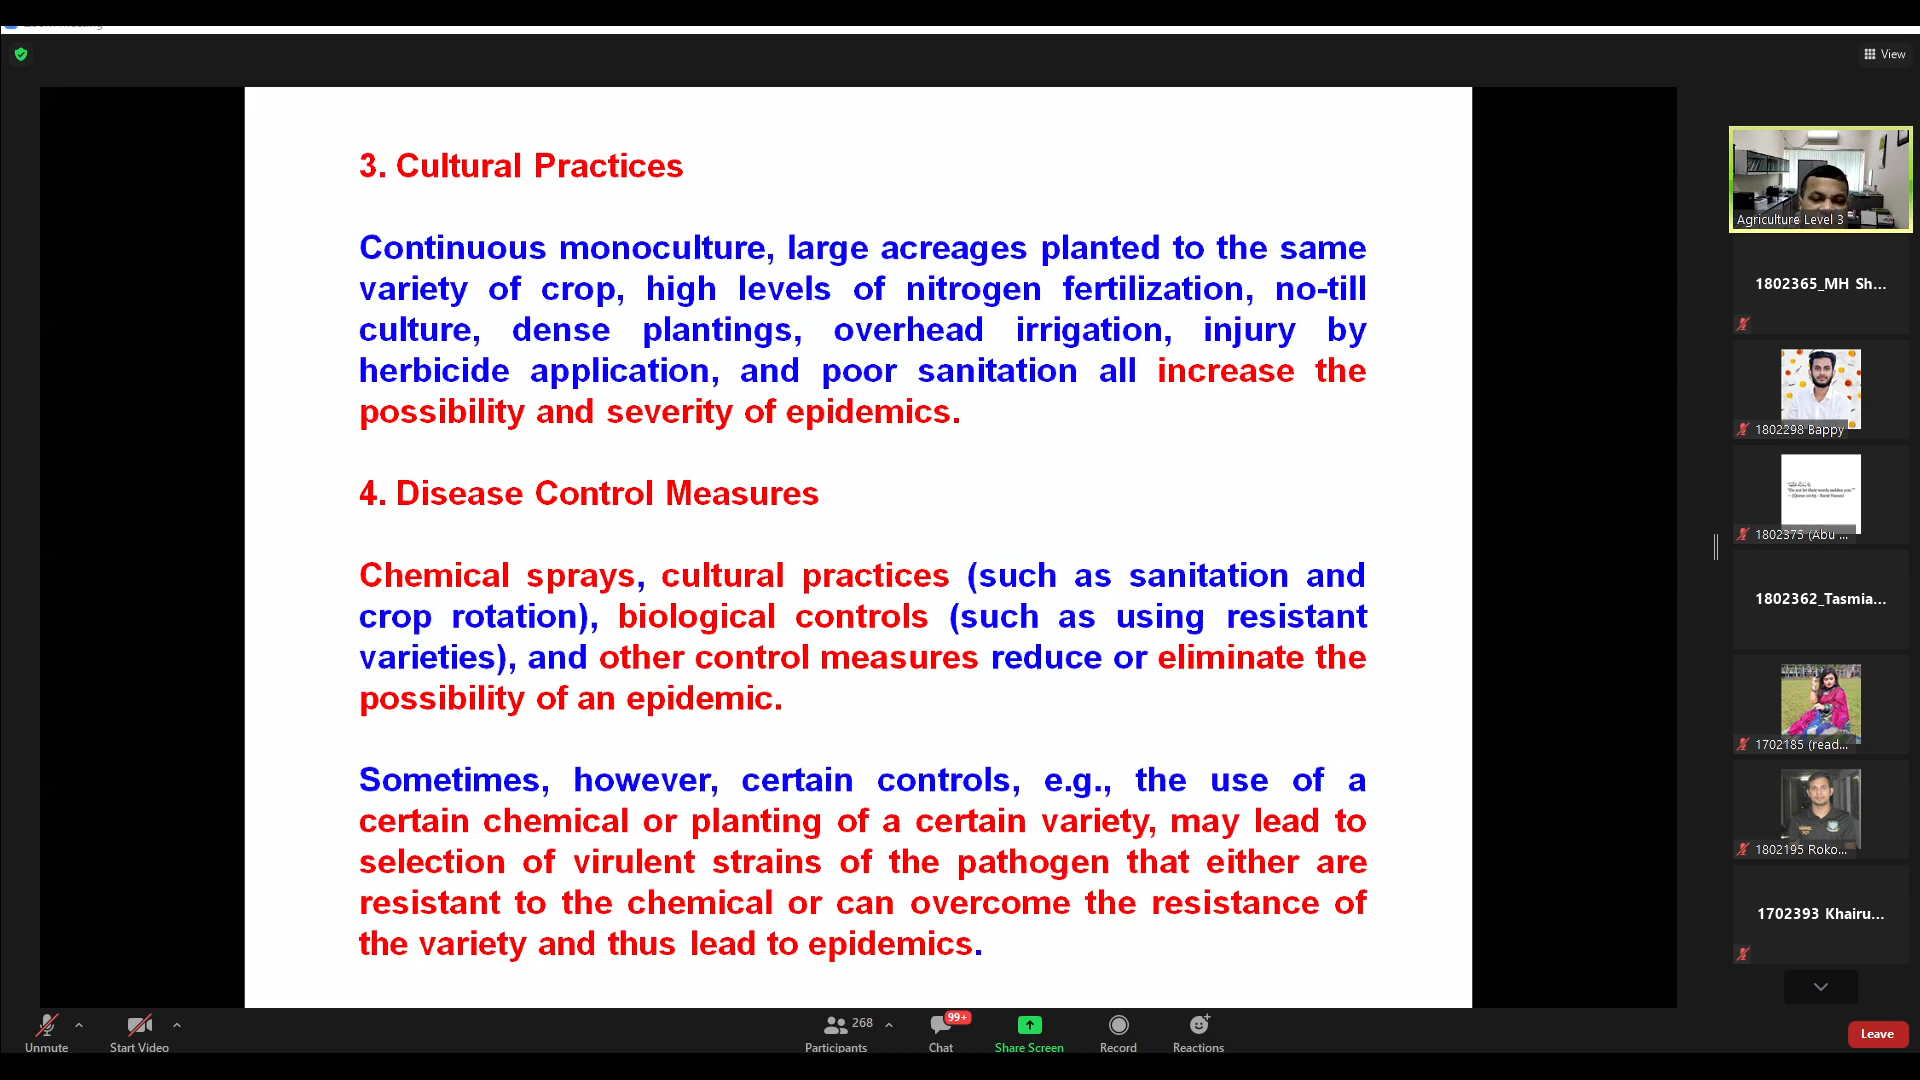 View
3. Cultural Practices
Continuous monoculture, large acreages planted to the same
variety of crop, high levels of nitrogen fertilization, no-till
culture, dense plantings, overhead irrigation, injury by
herbicide application, and poor sanitation all increase the
possibility and severity of epidemics.
4. Disease Control Measures
Chemical sprays, cultural practices (such as sanitation and
crop rotation), biological controls (such as using resistant
varieties), and other control measures reduce or eliminate the
possibility of an epidemic.
Sometimes, however, certain controls, e.g., the use of a
certain chemical or planting of a certain variety, may lead to
selection of virulent strains of the pathogen that either are
resistant to the chemical or can overcome the resistance of
the variety and thus lead to epidemics.
Agriculture Level 3
1802365_MH Sh...
1802298 Bappy
1802375 (Abu ...
1802362_Tasmia...
1702185 (read...
1802195 Roko...
1702393 Khairu...
Unmute
Start Video
268
Participants
99+
Chat
Share Screen
Record
Reactions
Leave